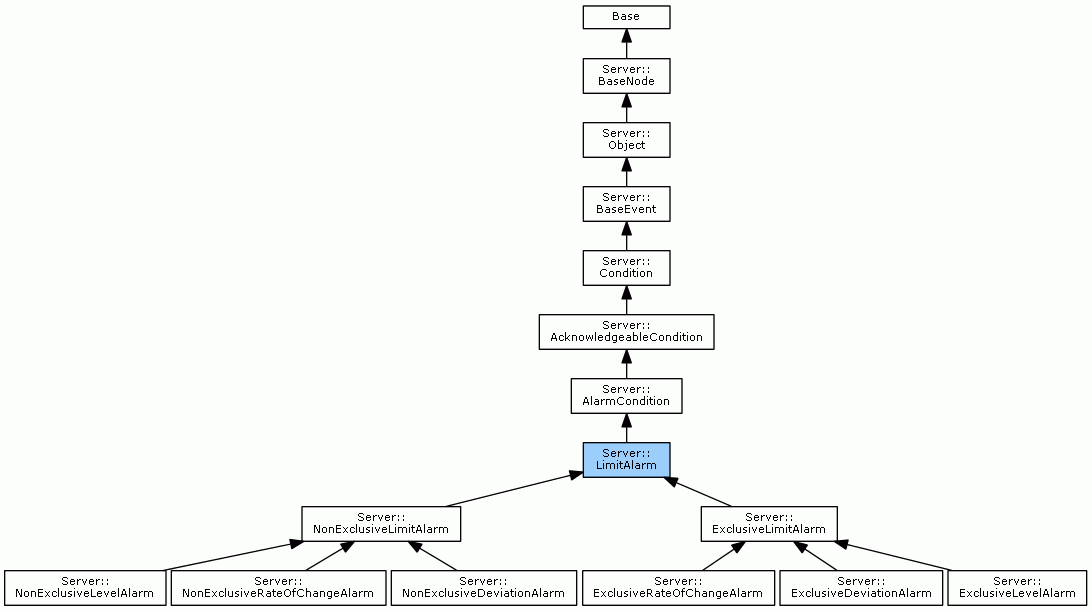 Base
Server::
BaseNode
Server::
Object
Server::
BaseEvent
Server::
Condition
Server::
AcknowledgeableCondition
Server::
AlarmCondition
Server::
LimitAlarm
Server::
NonExclusiveLimitAlarm
Server::
ExclusiveLimitAlarm
Server::
NonExclusiveLevelAlarm
Server::
NonExclusiveRateOfChangeAlarm
Server::
NonExclusiveDeviationAlarm
Server::
ExclusiveRateOfChangeAlarm
Server::
ExclusiveDeviationAlarm
Server::
ExclusiveLevelAlarm